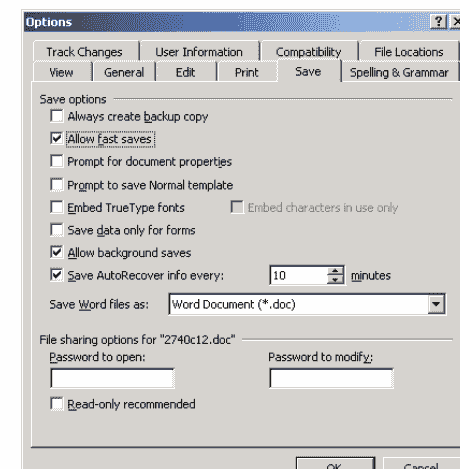 Options
Track Changes User Information Compatibility File Locations
View General Edit Print Save Spelling & Grammar
Save options
Always create backup copy
Allow fast saves
Prompt for document properties
Prompt to save Normal template
Embed TrueType fonts Embed characters in use only
Save data only for forms
Allow background saves
Save AutoRecover info every: 10 minutes
Save Word files as: Word Document (*.doc)
File sharing options for "2740c12.doc"
Password to open: Password to modify:
Read-only recommended
OK Cancel